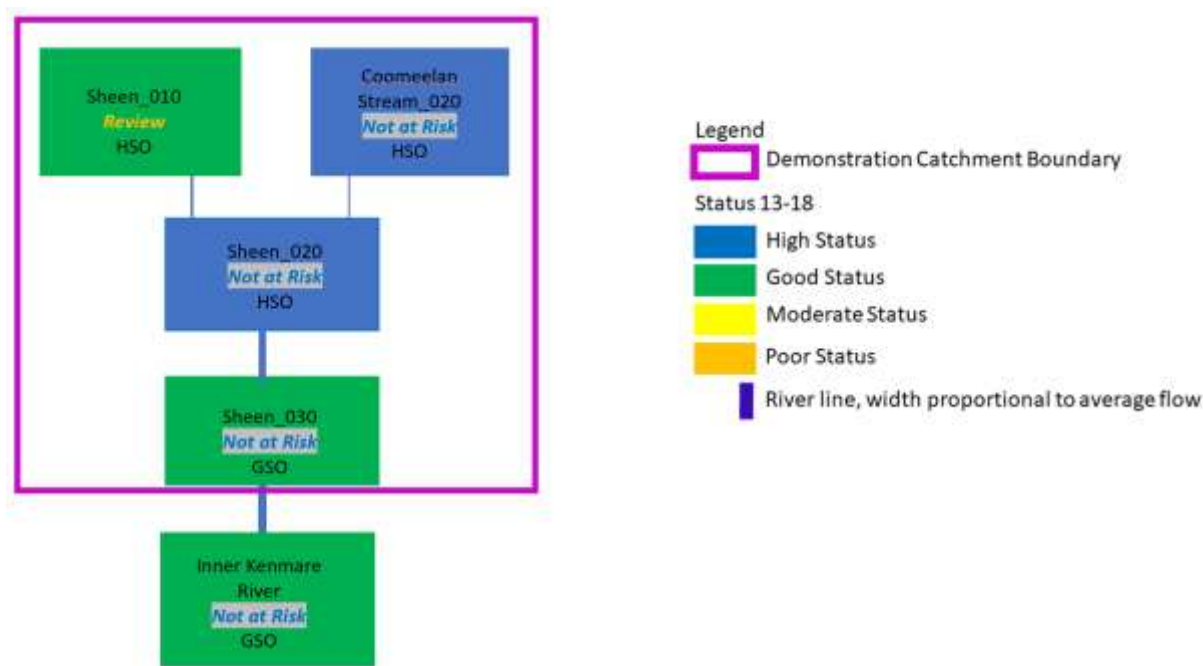 Sheen_010
Review
HSO
Coomeelan
Stream_020
Not at Risk
HSO
Sheen_020
Not at Risk
HSO
Sheen_030
Not at Risk
GSO
Inner Kenmare
River
Not at Risk
GSO
Legend
Demonstration Catchment Boundary
Status 13-18
High Status
Good Status
Moderate Status
Poor Status
River line, width proportional to average flow